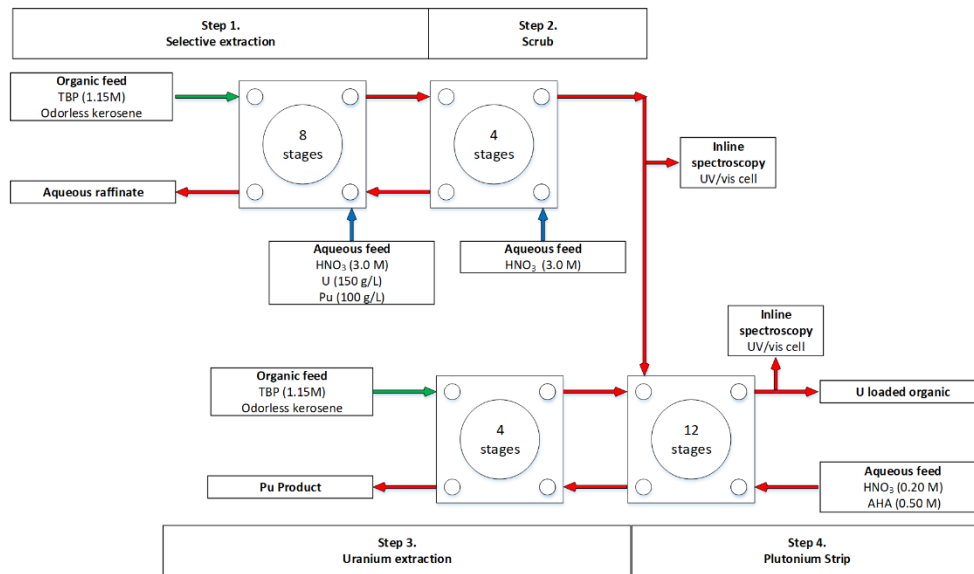 Step 1.
Selective extraction
Step 2.
Scrub
Organic feed
TBP (1.15M)
Odorless kerosene
8
stages
4
stages
Inline
spectroscopy
UV/vis cell
Aqueous raffinate
Aqueous feed
HNO₃ (3.0 M)
U (150 g/L)
Pu (100 g/L)
Aqueous feed
HNO₃ (3.0 M)
Inline
spectroscopy
UV/vis cell
Organic feed
TBP (1.15M)
Odorless kerosene
U loaded organic
4
stages
12
stages
Pu Product
Aqueous feed
HNO₃ (0.20 M)
AHA (0.50 M)
Step 3.
Uranium extraction
Step 4.
Plutonium Strip